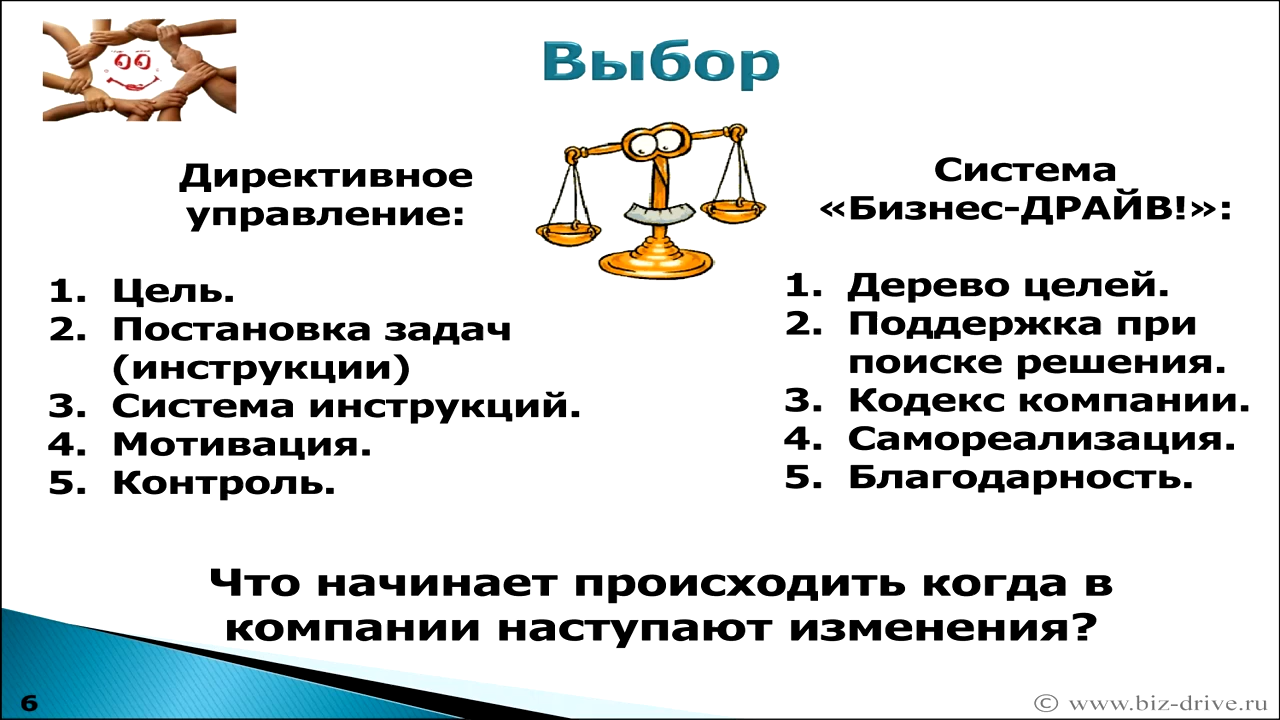 Выбор
Директивное
управление:
1. Цель.
2. Постановка задач
(инструкции)
3. Система инструкций.
4. Мотивация.
5. Контроль.
Система
«Бизнес-ДРАЙВ!»:
1. Дерево целей.
2. Поддержка при
поиске решения.
3. Кодекс компании.
4. Самореализация.
5. Благодарность.
Что начинает происходить когда в
компании наступают изменения?
6
© www.biz-drive.ru